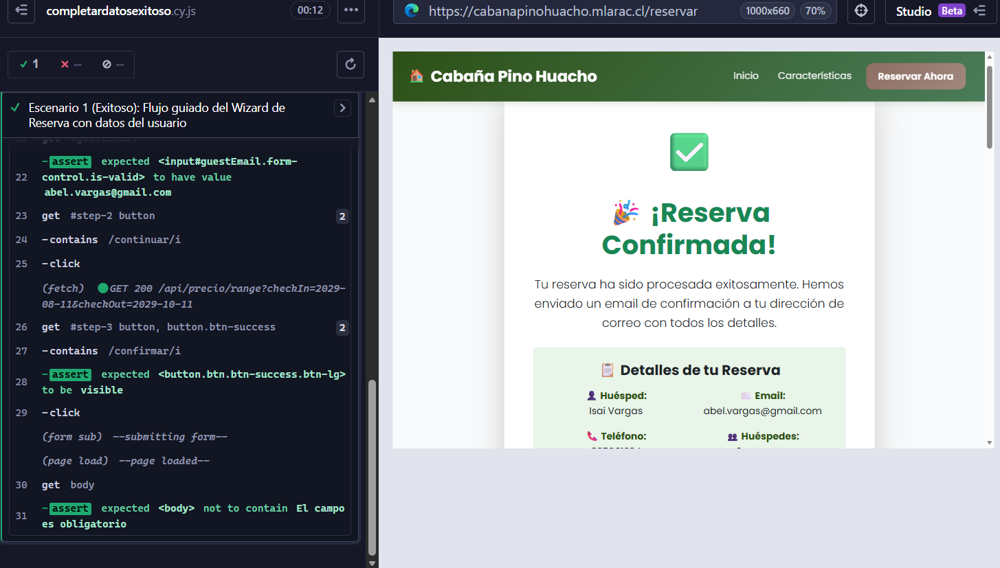 completardatosexitoso.cy.js
00:12
1
--
--
Escenario 1 (Exitoso): Flujo guiado del Wizard de
Reserva con datos del usuario
22
-assert expected <input#guestEmail.form-
control.is-valid> to have value
abel.vargas@gmail.com
23 get #step-2 button 2
24 -contains /continuar/i
25 -click
(fetch) GET 200 /api/precio/range?checkIn=2029-
08-11&checkOut=2029-10-11
26 get #step-3 button, button.btn-success 2
27 -contains /confirmar/i
28
-assert expected <button.btn.btn-success.btn-lg>
to be visible
29 -click
(form sub) --submitting form--
(page load) --page loaded--
30 get body
31
-assert expected <body> not to contain El campo
es obligatorio
https://cabanapinohuacho.mlarac.cl/reservar
1000x660
70%
Studio Beta
Cabaña Pino Huacho
Inicio
Características
Reservar Ahora
¡Reserva
Confirmada!
Tu reserva ha sido procesada exitosamente. Hemos
enviado un email de confirmación a tu dirección de
correo con todos los detalles.
Detalles de tu Reserva
Huésped:
Isai Vargas
Email:
abel.vargas@gmail.com
Teléfono:
Huéspedes: